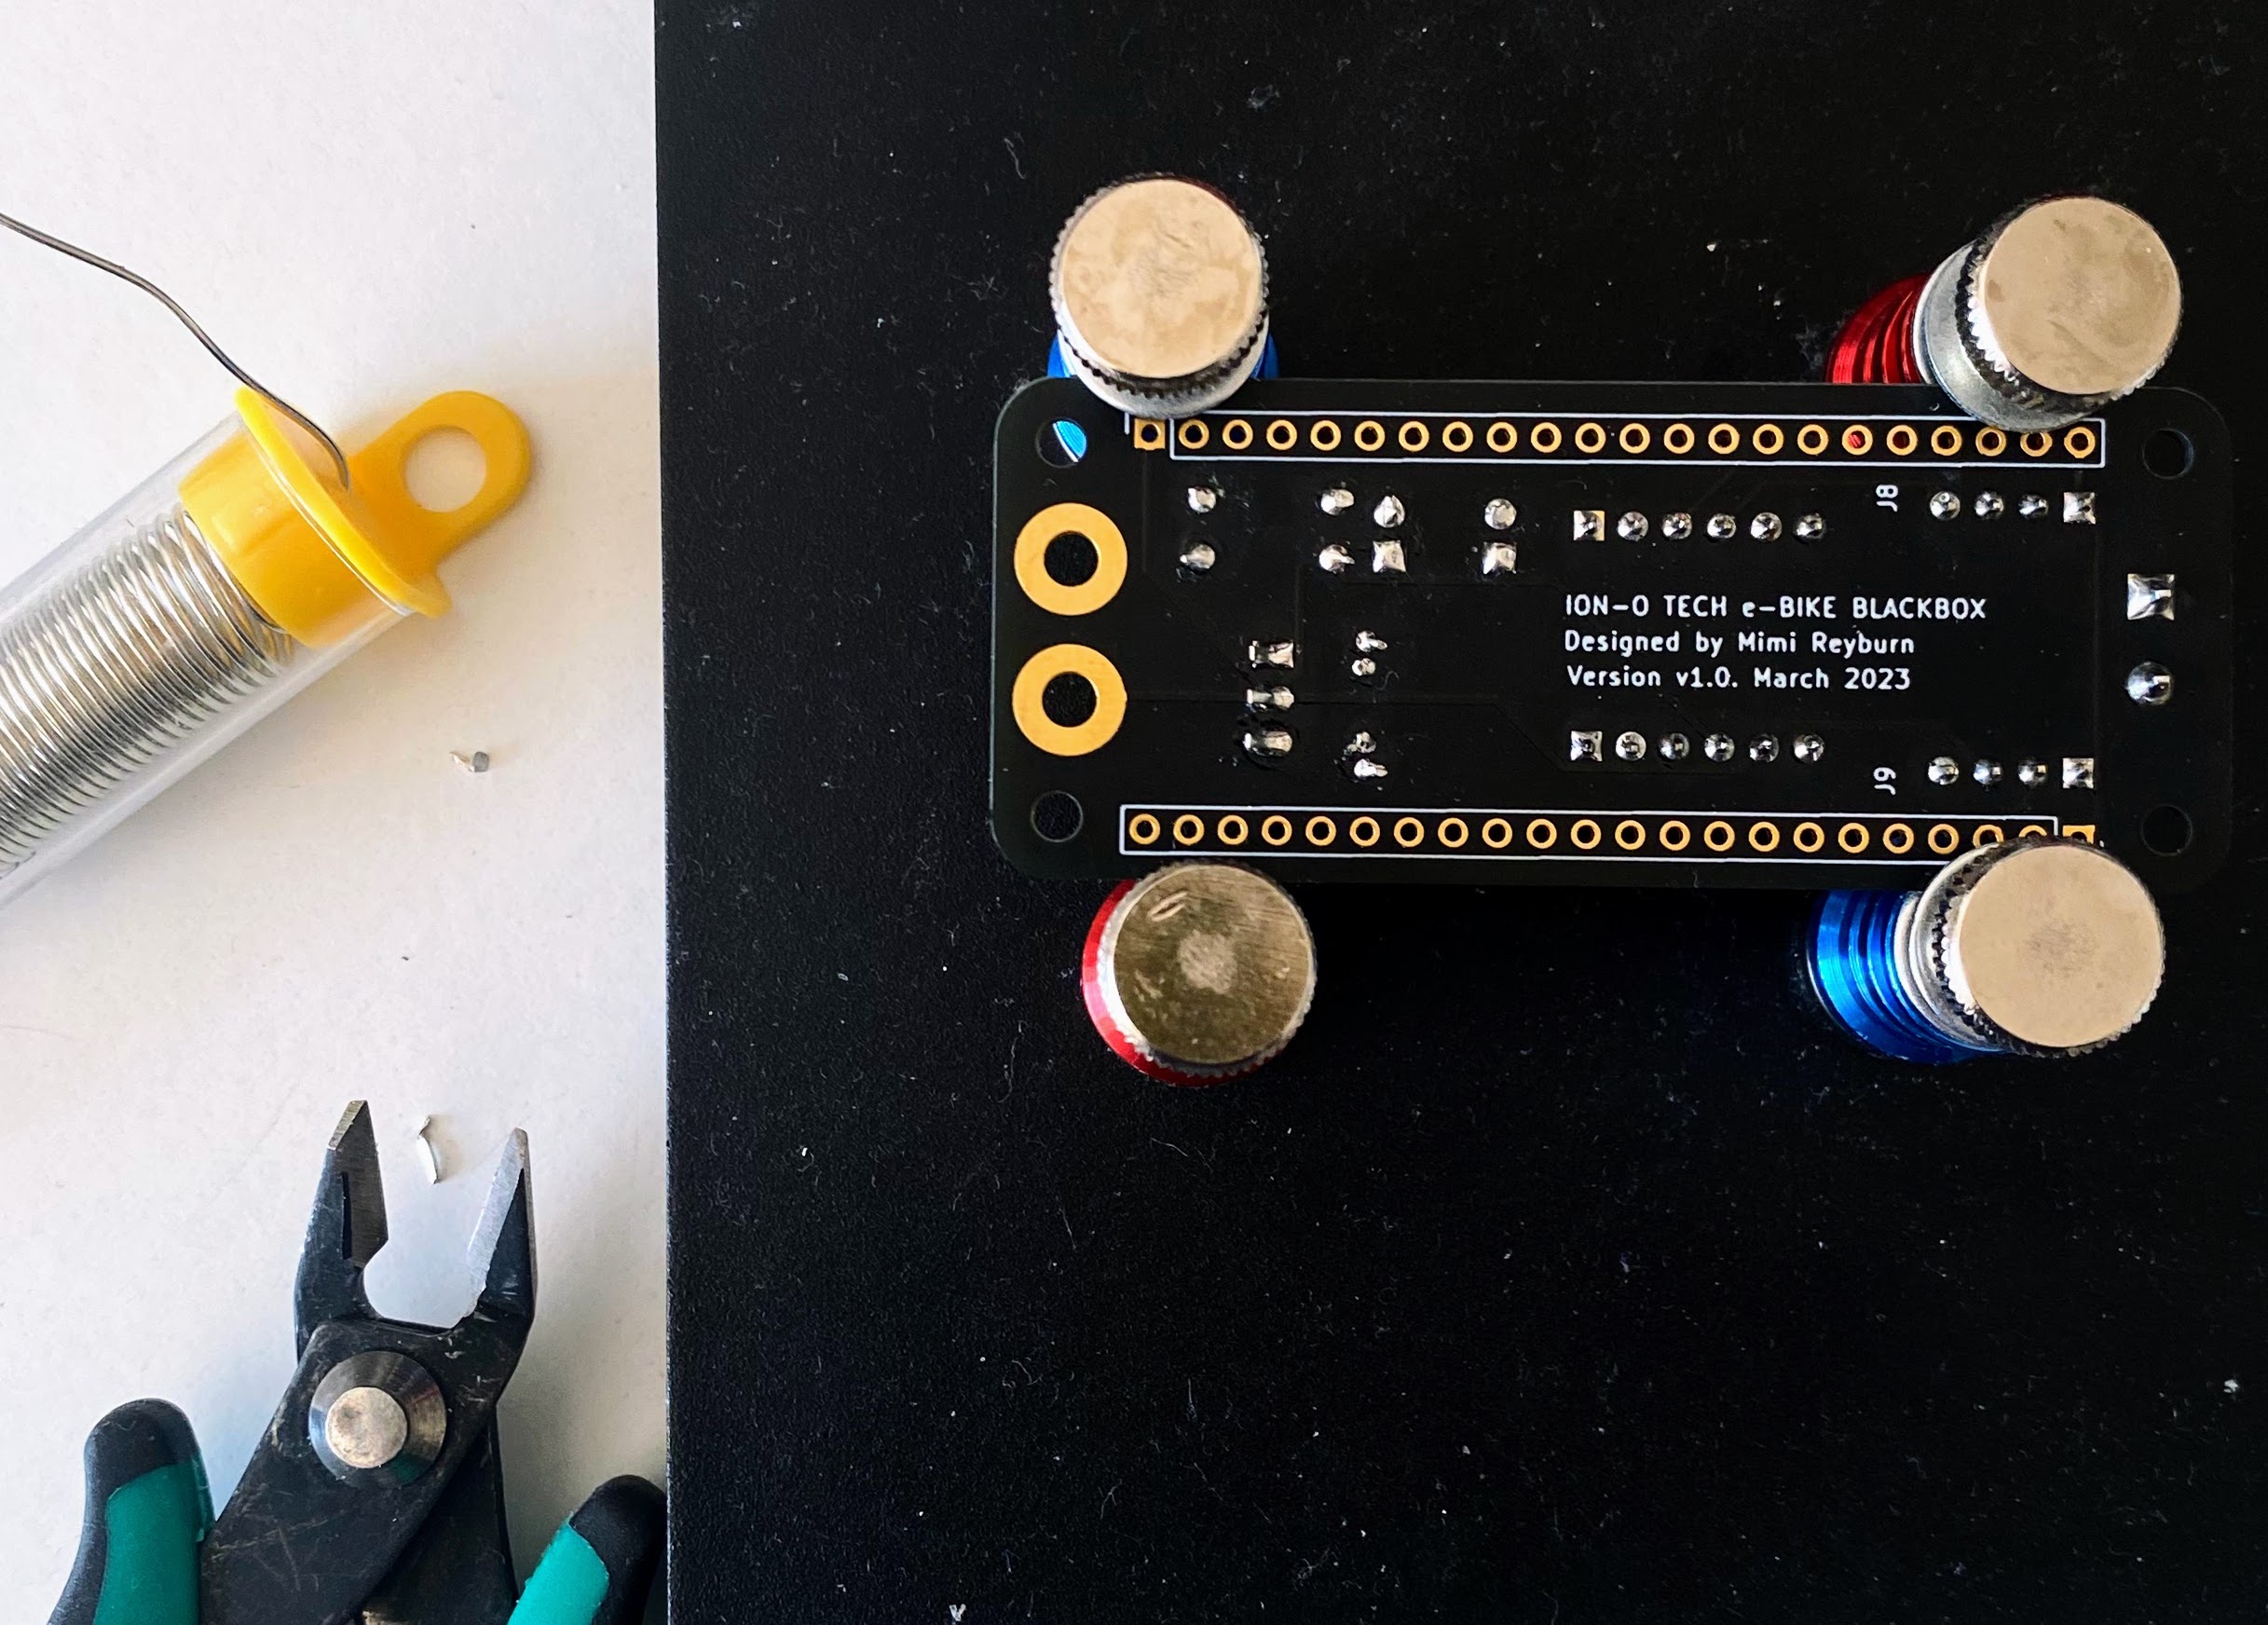 J8
ION-O TECH e-BIKE BLACKBOX
Designed by Mimi Reyburn
Version v1.0. March 2023
J9